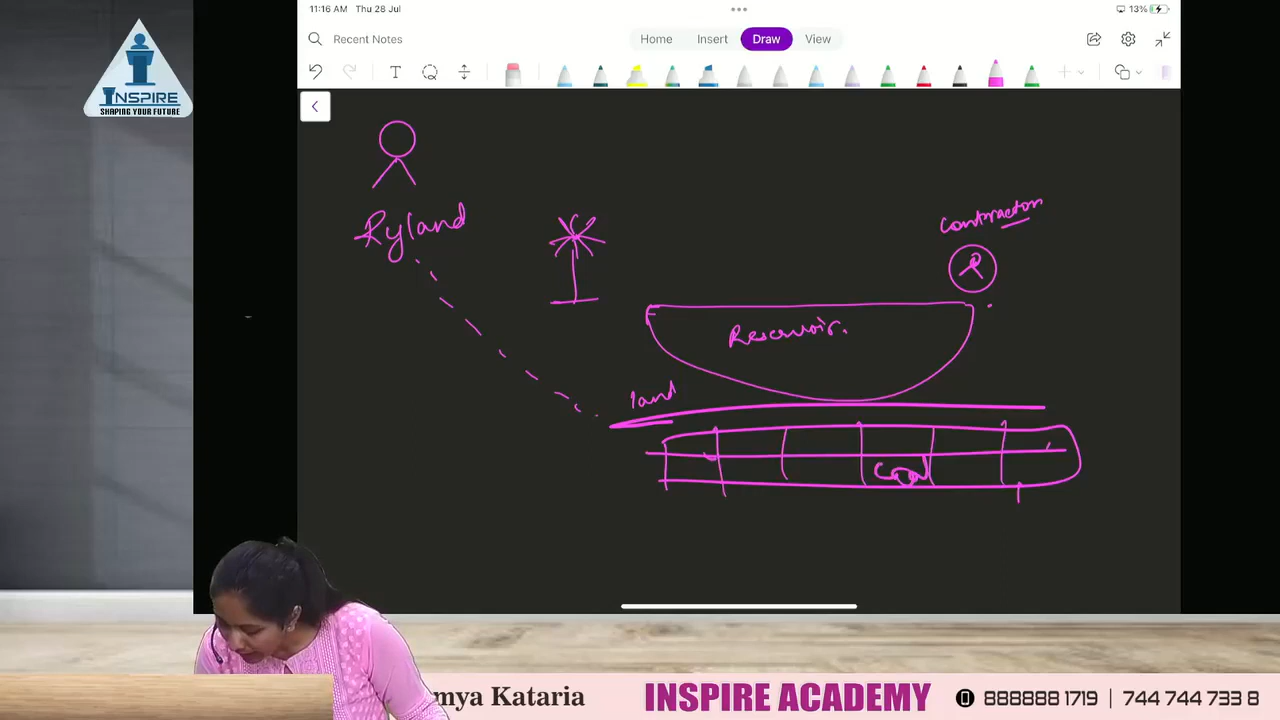 11:16 AM Thu 28 Jul
13%
Recent Notes
Home Insert Draw View
INSPIRE
SHAPING YOUR FUTURE
Contractor
Ryland
Reservoir.
land
Coal
mya Kataria
INSPIRE ACADEMY
888888 1719 | 744 744 733 8